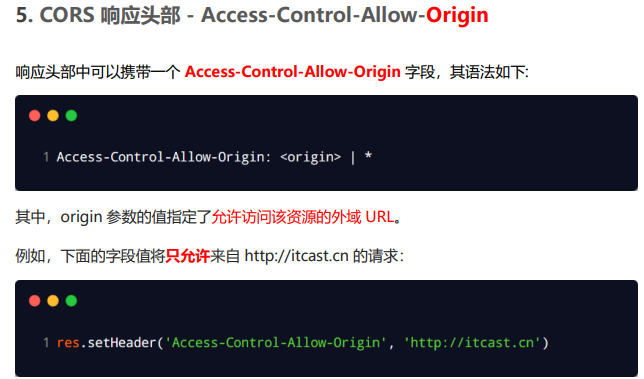 5. CORS 响应头部 - Access-Control-Allow-Origin
响应头部中可以携带一个 Access-Control-Allow-Origin 字段，其语法如下:
1 Access-Control-Allow-Origin: <origin> | *
其中，origin 参数的值指定了允许访问该资源的外域 URL。
例如，下面的字段值将只允许来自 http://itcast.cn 的请求：
1 res.setHeader('Access-Control-Allow-Origin', 'http://itcast.cn')